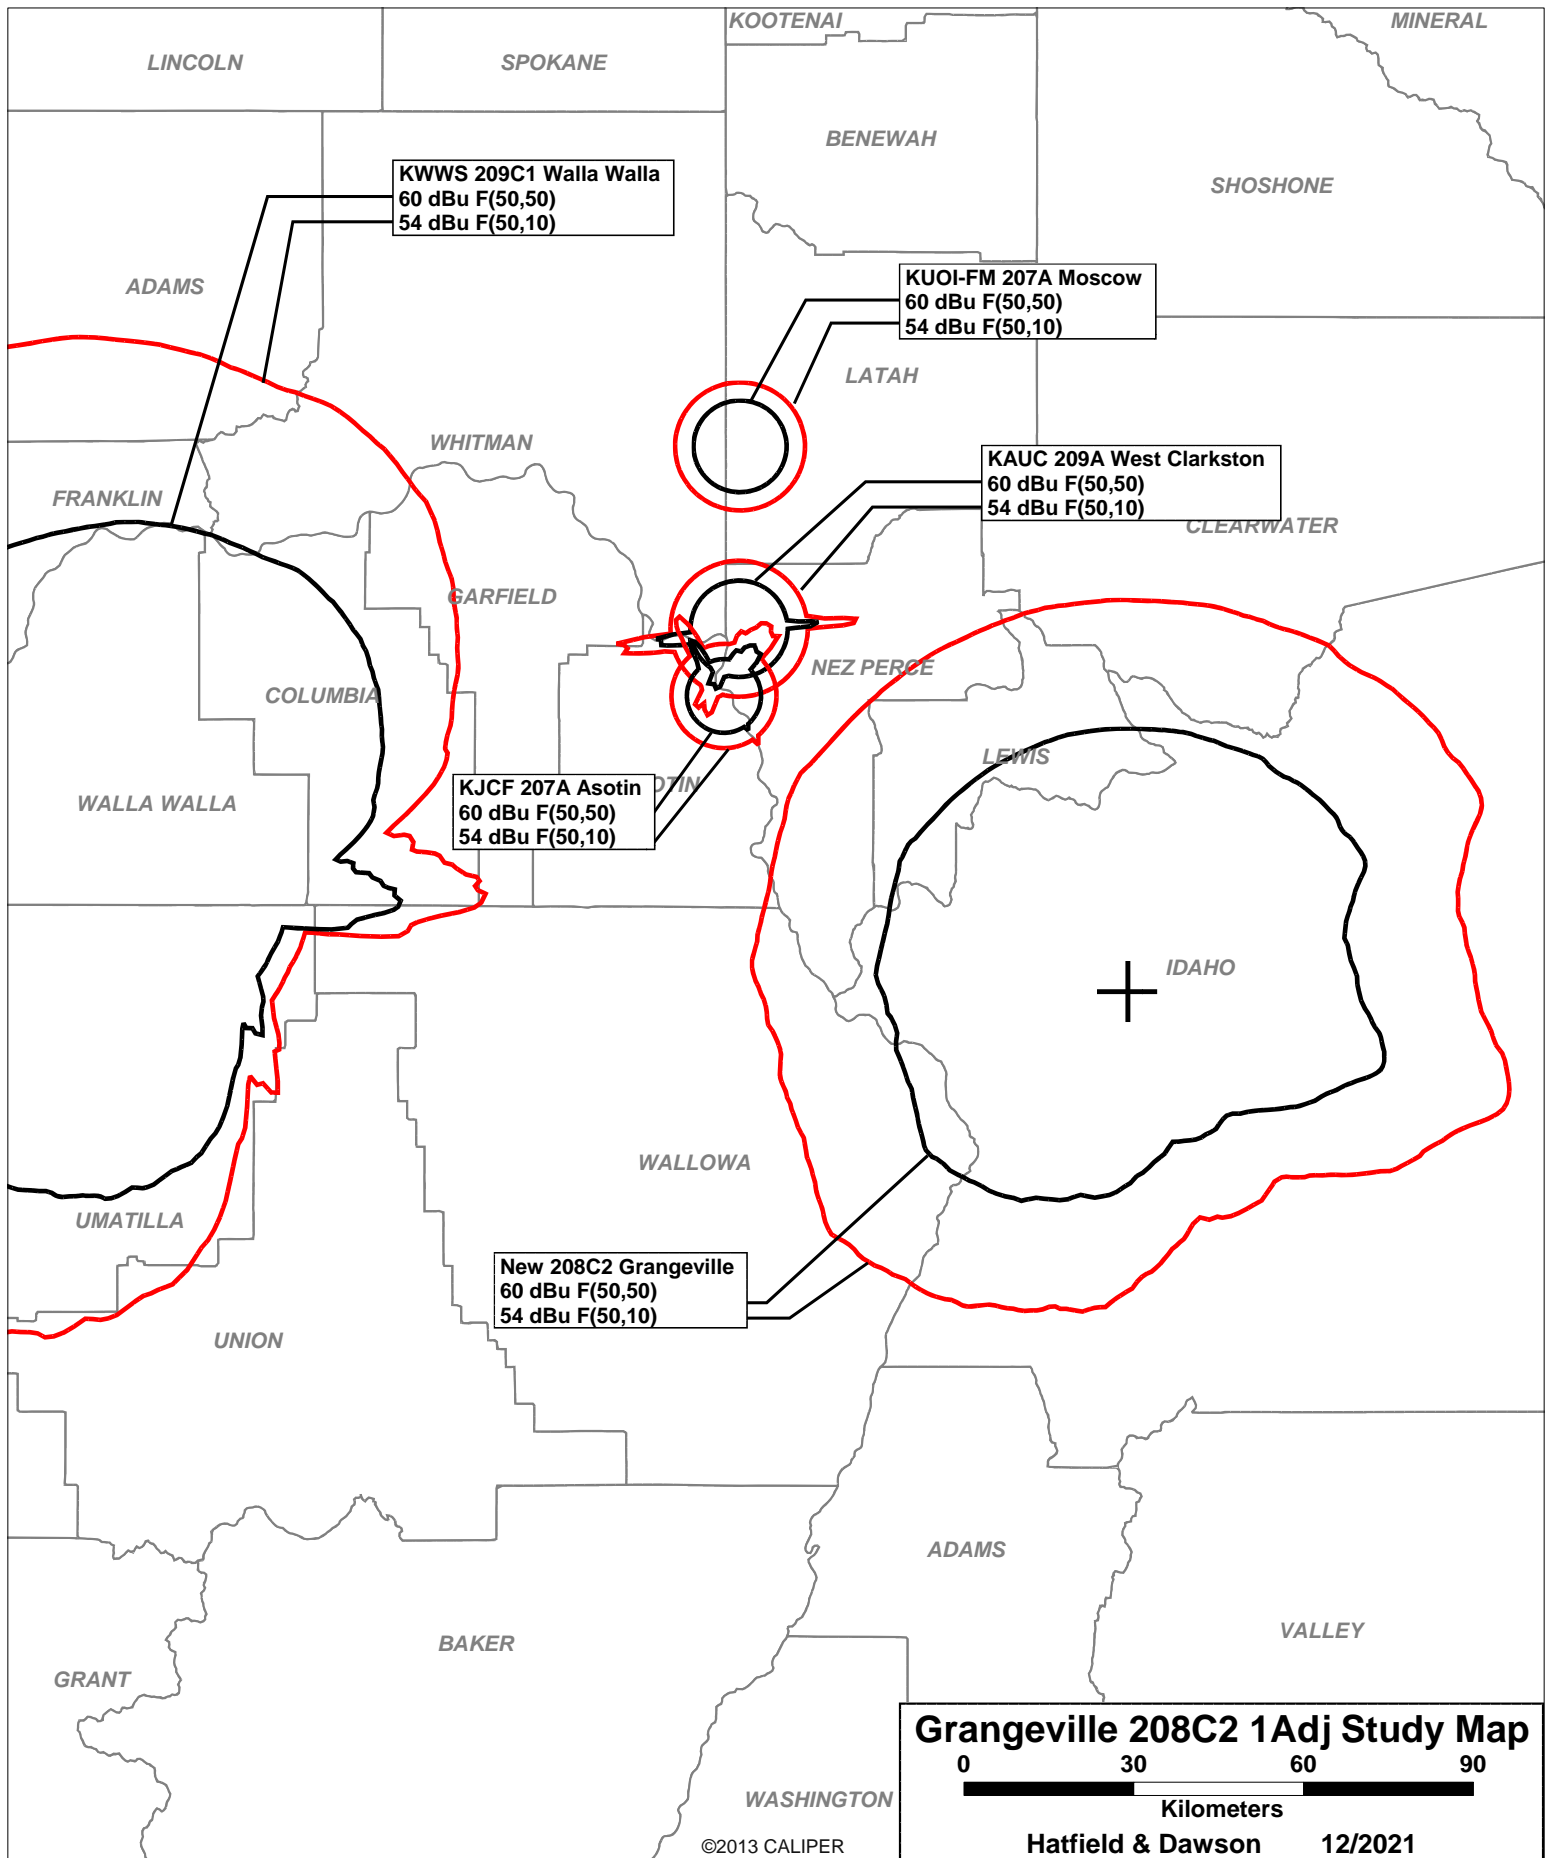 KOOTENAI
MINERAL
LINCOLN
SPOKANE
BENEWAH
SHOSHONE
KWWS 209C1 Walla Walla
60 dBu F(50,50)
54 dBu F(50,10)
ADAMS
KUOI-FM 207A Moscow
60 dBu F(50,50)
54 dBu F(50,10)
LATAH
WHITMAN
KAUC 209A West Clarkston
60 dBu F(50,50)
54 dBu F(50,10)
FRANKLIN
CLEARWATER
GARFIELD
NEZ PERCE
COLUMBIA
LEWIS
KJCF 207A Asotin
60 dBu F(50,50)
54 dBu F(50,10)
OTIN
WALLA WALLA
IDAHO
WALLOWA
UMATILLA
New 208C2 Grangeville
60 dBu F(50,50)
54 dBu F(50,10)
UNION
ADAMS
BAKER
VALLEY
GRANT
Grangeville 208C2 1Adj Study Map
0 30 60 90
Kilometers
WASHINGTON
Hatfield & Dawson 12/2021
©2013 CALIPER